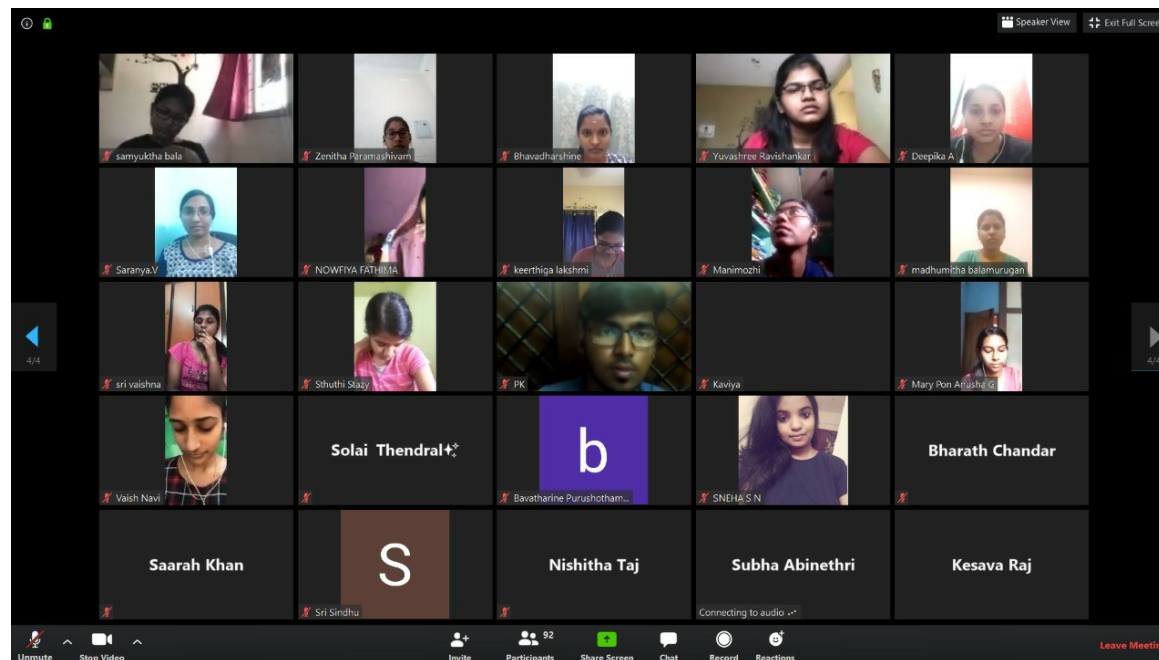 Speaker View
Exit Full Scree
samyuktha bala
Zenitha Paramashivam
Bhavadharshine
Yuvashree Ravishankar
Deepika A
Saranya.V
NOWFIYA FATHIMA
keerthiga lakshmi
Manimozhi
madhumitha balamurugan
4/4
4/4
sri vaishna
Sthuthi Stazy
PK
Kaviya
Mary Pon Anusha G
Vaish Navi
Solai Thendral
b
Bavatharine Purushotham...
SNEHA S N
Bharath Chandar
Saarah Khan
S
Sri Sindhu
Nishitha Taj
Subha Abinethri
Connecting to audio
Kesava Raj
Unmute
Stop Video
Invite
92
Participants
Share Screen
Chat
Record
Reactions
Leave Meetin